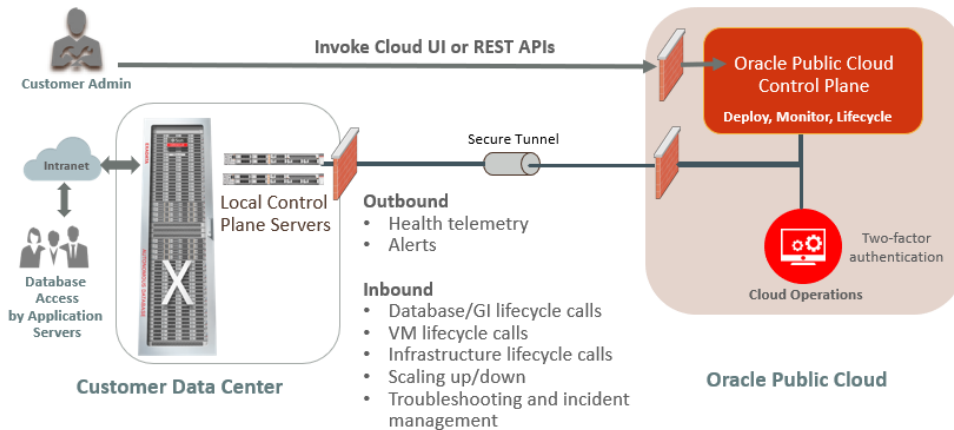 Invoke Cloud UI or REST APIs
Customer Admin
Oracle Public Cloud
Control Plane
Deploy, Monitor, Lifecycle
Intranet
Database
Access
by Application
Servers
X
AUTONOMOUS DATABASE
Local Control
Plane Servers
Customer Data Center
Secure Tunnel
Outbound
• Health telemetry
• Alerts
Inbound
• Database/GI lifecycle calls
• VM lifecycle calls
• Infrastructure lifecycle calls
• Scaling up/down
• Troubleshooting and incident
management
Two-factor
authentication
Cloud Operations
Oracle Public Cloud